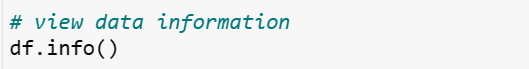 # view data information
df.info()